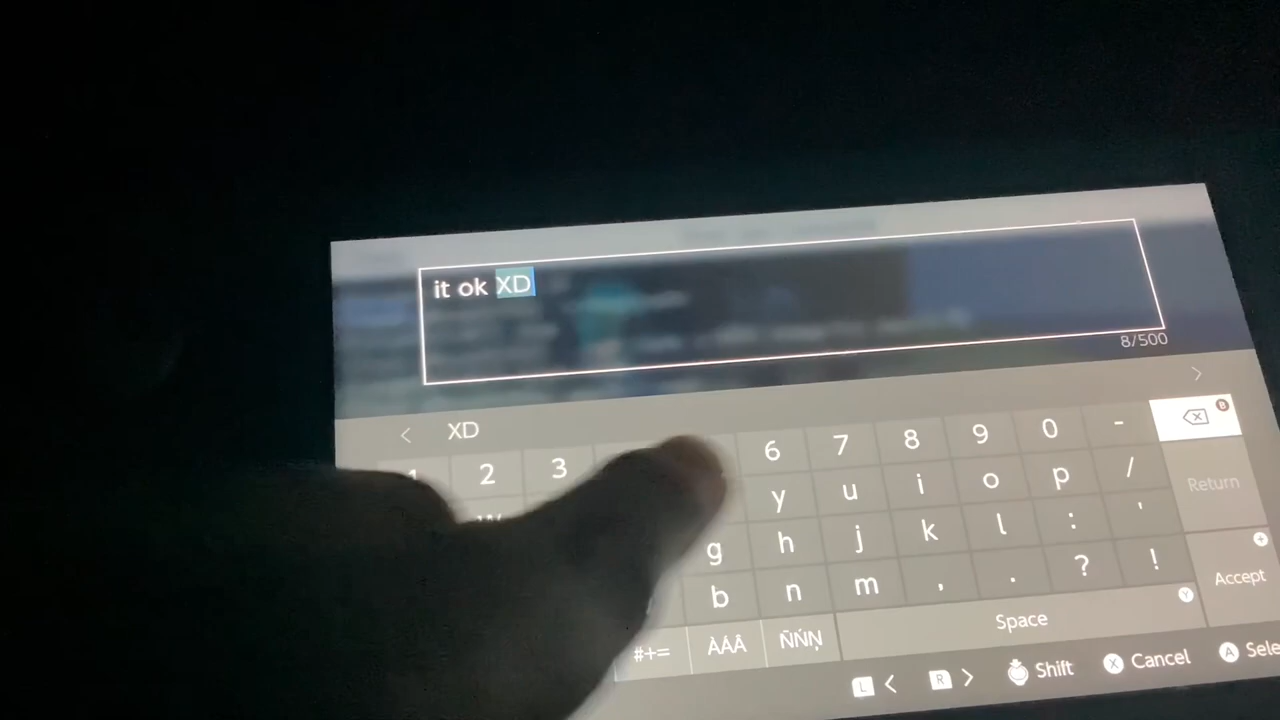 it ok XD
8/500
< XD >
1 2 3 6 7 8 9 0 - B
y u i o p / Return
g h j k l : '
b n m , . ? ! + Accept
#+= ÀÁÂ ÑŃŅ Space Y
L < R > Shift X Cancel A Sele